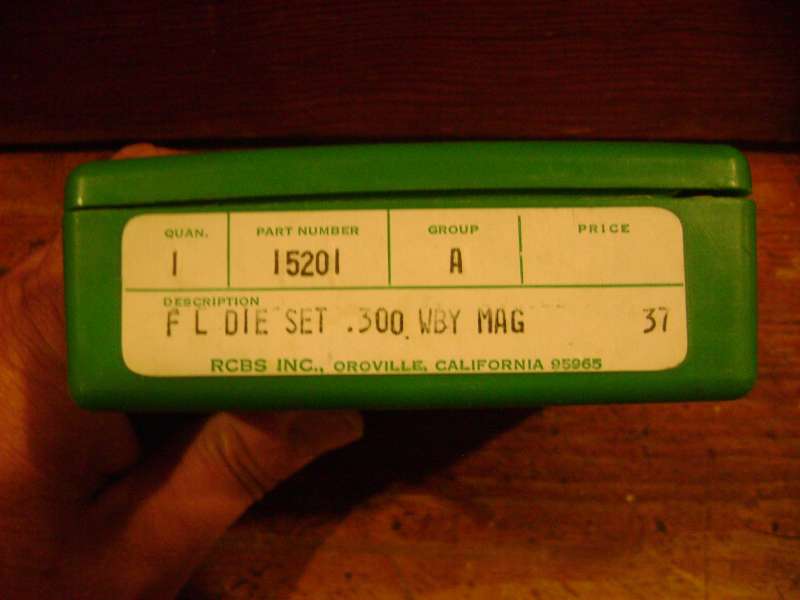 QUAN. PART NUMBER GROUP PRICE
1 15201 A
DESCRIPTION
F L DIE SET .300 WBY MAG 37
RCBS INC., OROVILLE, CALIFORNIA 95965